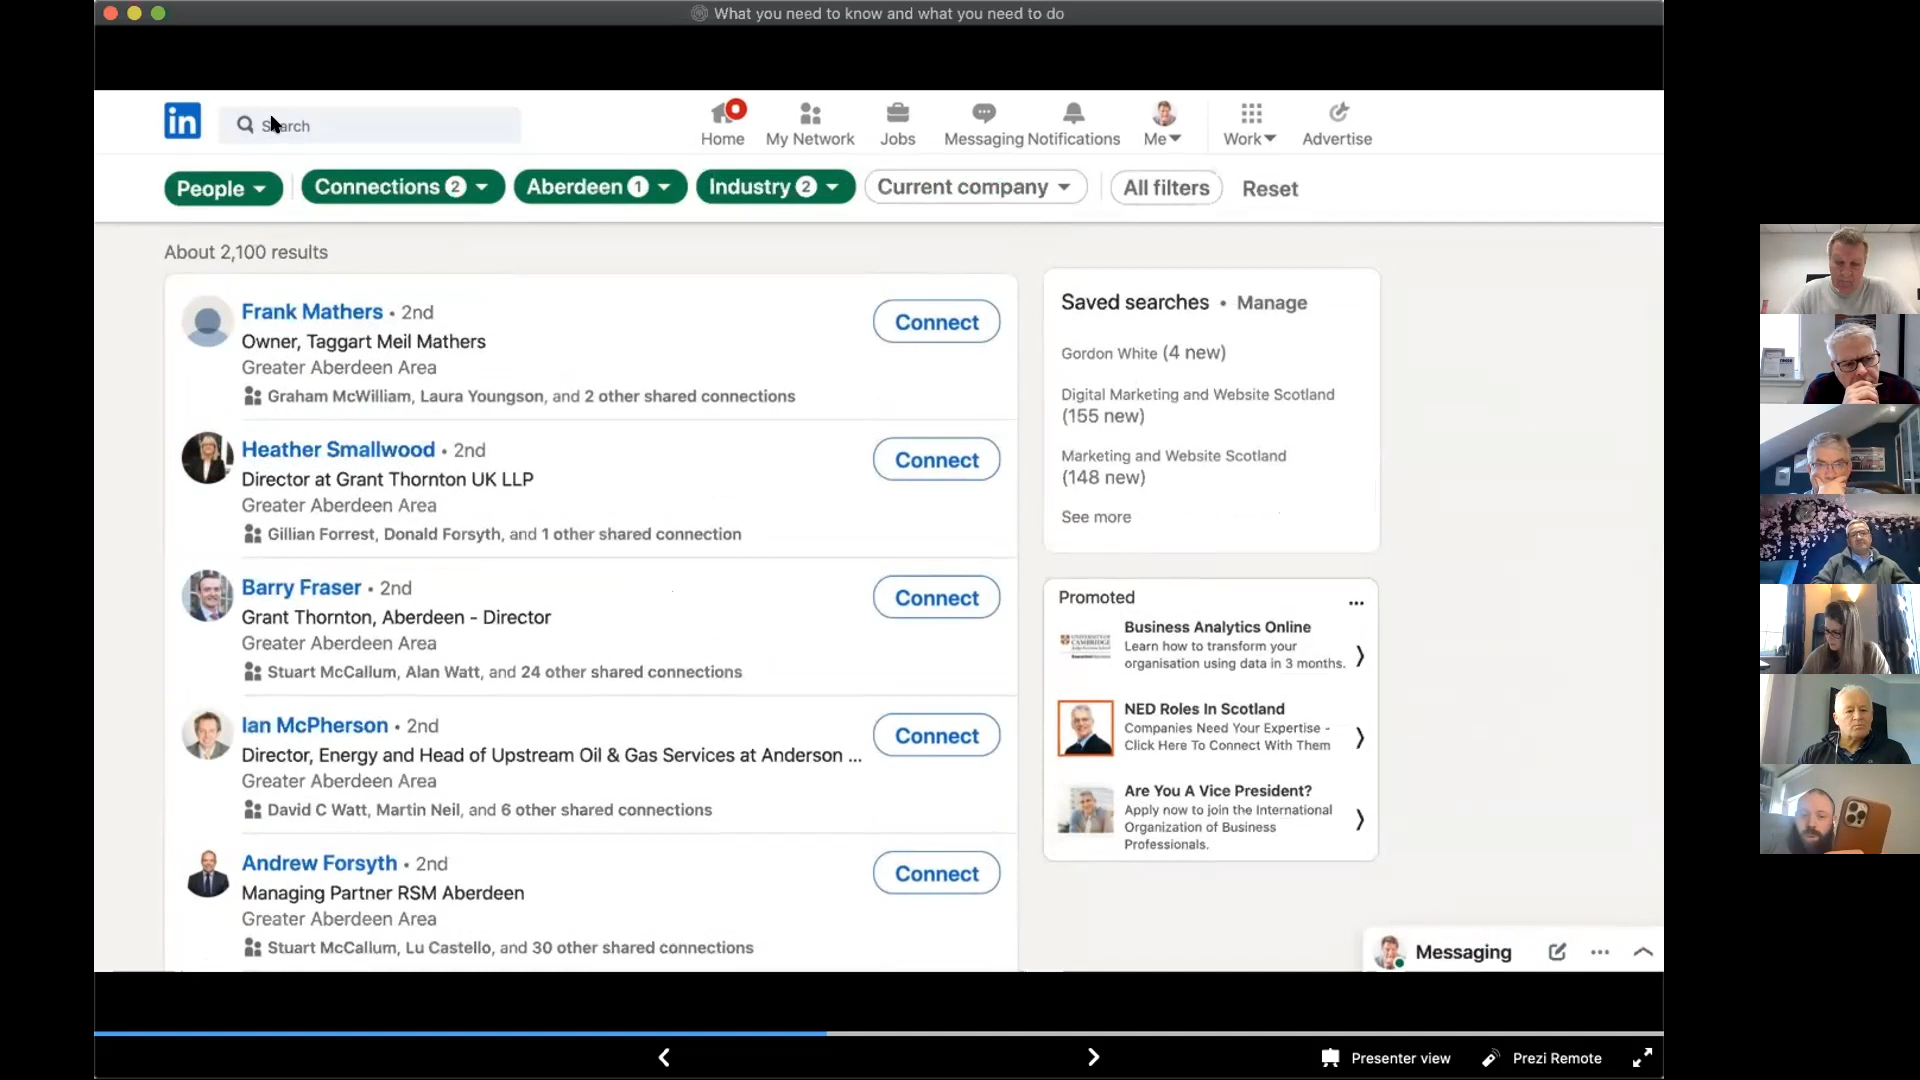 What you need to know and what you need to do
in
Search
Home
My Network
Jobs
Messaging
Notifications
Me
Work
Advertise
People
Connections 2
Aberdeen 1
Industry 2
Current company
All filters
Reset
About 2,100 results
Frank Mathers • 2nd
Owner, Taggart Meil Mathers
Greater Aberdeen Area
Graham McWilliam, Laura Youngson, and 2 other shared connections
Connect
Heather Smallwood • 2nd
Director at Grant Thornton UK LLP
Greater Aberdeen Area
Gillian Forrest, Donald Forsyth, and 1 other shared connection
Connect
Barry Fraser • 2nd
Grant Thornton, Aberdeen - Director
Greater Aberdeen Area
Stuart McCallum, Alan Watt, and 24 other shared connections
Connect
Ian McPherson • 2nd
Director, Energy and Head of Upstream Oil & Gas Services at Anderson ...
Greater Aberdeen Area
David C Watt, Martin Neil, and 6 other shared connections
Connect
Andrew Forsyth • 2nd
Managing Partner RSM Aberdeen
Greater Aberdeen Area
Stuart McCallum, Lu Castello, and 30 other shared connections
Connect
Saved searches • Manage
Gordon White (4 new)
Digital Marketing and Website Scotland
(155 new)
Marketing and Website Scotland
(148 new)
See more
Promoted
...
UNIVERSITY OF
CAMBRIDGE
Business Analytics Online
Learn how to transform your
organisation using data in 3 months.
NED Roles In Scotland
Companies Need Your Expertise -
Click Here To Connect With Them
Are You A Vice President?
Apply now to join the International
Organization of Business
Professionals.
Messaging
Presenter view
Prezi Remote